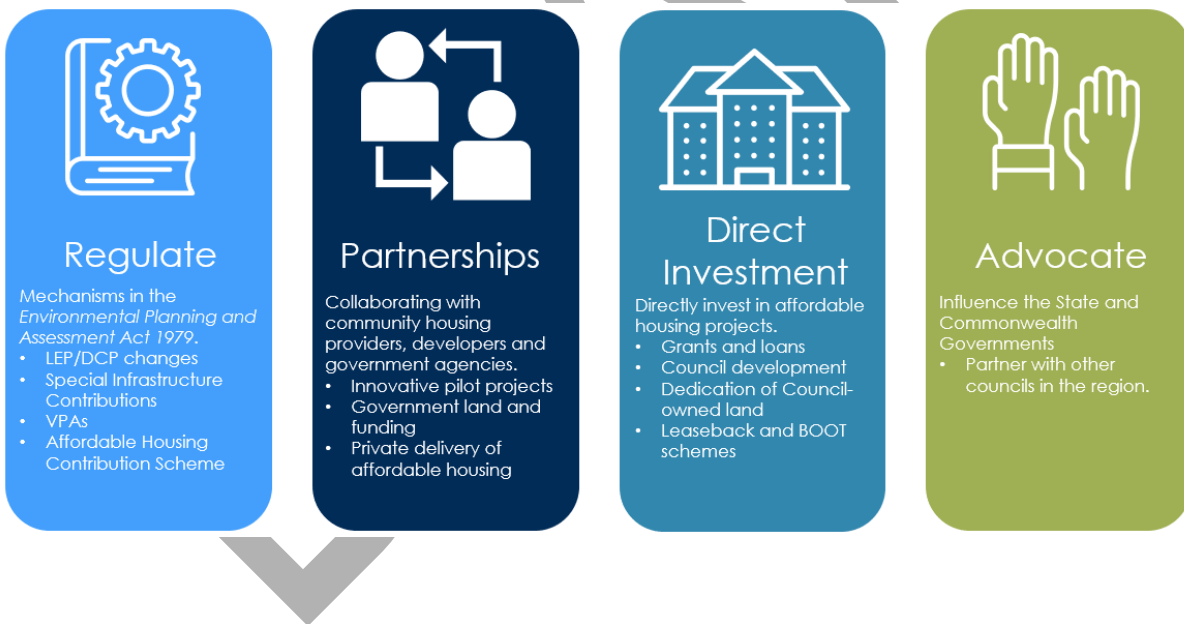 Regulate
Mechanisms in the
Environmental Planning and
Assessment Act 1979.
• LEP/DCP changes
• Special Infrastructure
Contributions
• VPAs
• Affordable Housing
Contribution Scheme
Partnerships
Collaborating with
community housing
providers, developers and
government agencies.
• Innovative pilot projects
• Government land and
funding
• Private delivery of
affordable housing
Direct
Investment
Directly invest in affordable
housing projects.
• Grants and loans
• Council development
• Dedication of Council-
owned land
• Leaseback and BOOT
schemes
Advocate
Influence the State and
Commonwealth
Governments
• Partner with other
councils in the region.